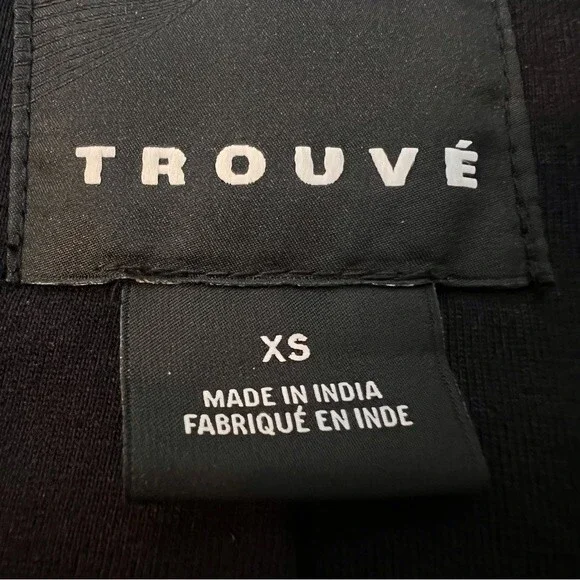 TROUVÉ
XS
MADE IN INDIA
FABRIQUÉ EN INDE